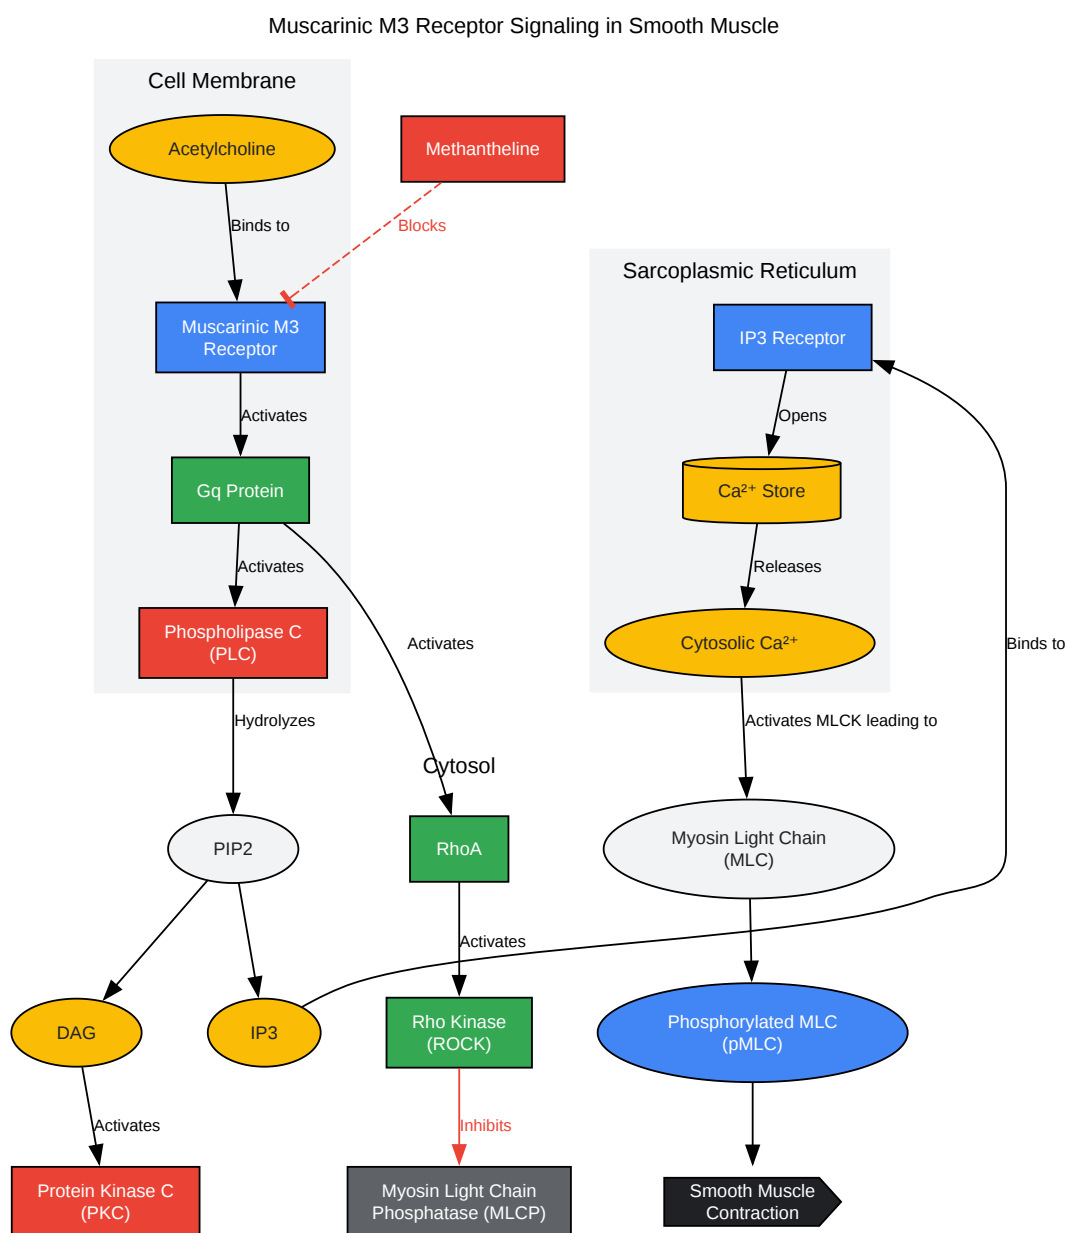 Muscarinic M3 Receptor Signaling in Smooth Muscle
Cell Membrane
Acetylcholine
Methantheline
Binds to
Blocks
Sarcoplasmic Reticulum
Muscarinic M3
Receptor
IP3 Receptor
Activates
Opens
Gq Protein
Ca²⁺ Store
Activates
Releases
Phospholipase C
(PLC)
Activates
Cytosolic Ca²⁺
Binds to
Hydrolyzes
Activates MLCK leading to
Cytosol
PIP2
RhoA
Myosin Light Chain
(MLC)
Activates
DAG
IP3
Rho Kinase
(ROCK)
Phosphorylated MLC
(pMLC)
Activates
Inhibits
Protein Kinase C
(PKC)
Myosin Light Chain
Phosphatase (MLCP)
Smooth Muscle
Contraction